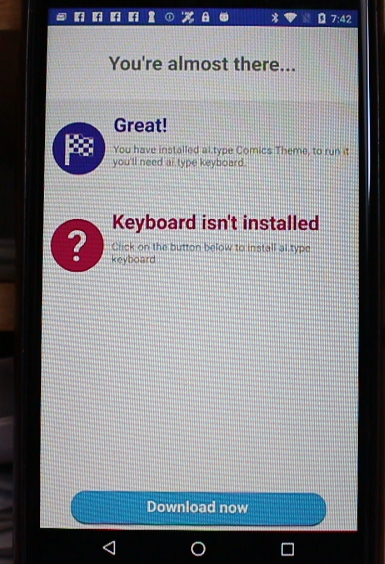 7:42
You're almost there...
Great!
You have installed ai.type Comics Theme, to run it
you'll need ai.type keyboard.
Keyboard isn't installed
Click on the button below to install ai.type
keyboard
Download now